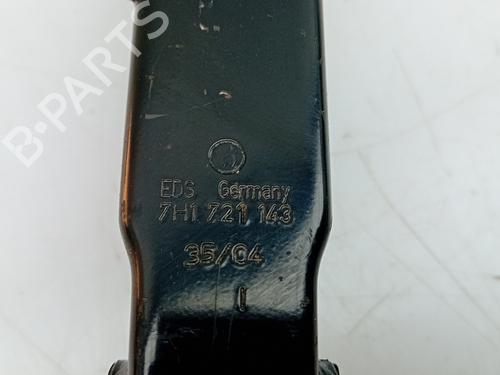 B-PARTS
EDS Germany
7H1 721 143
35/04